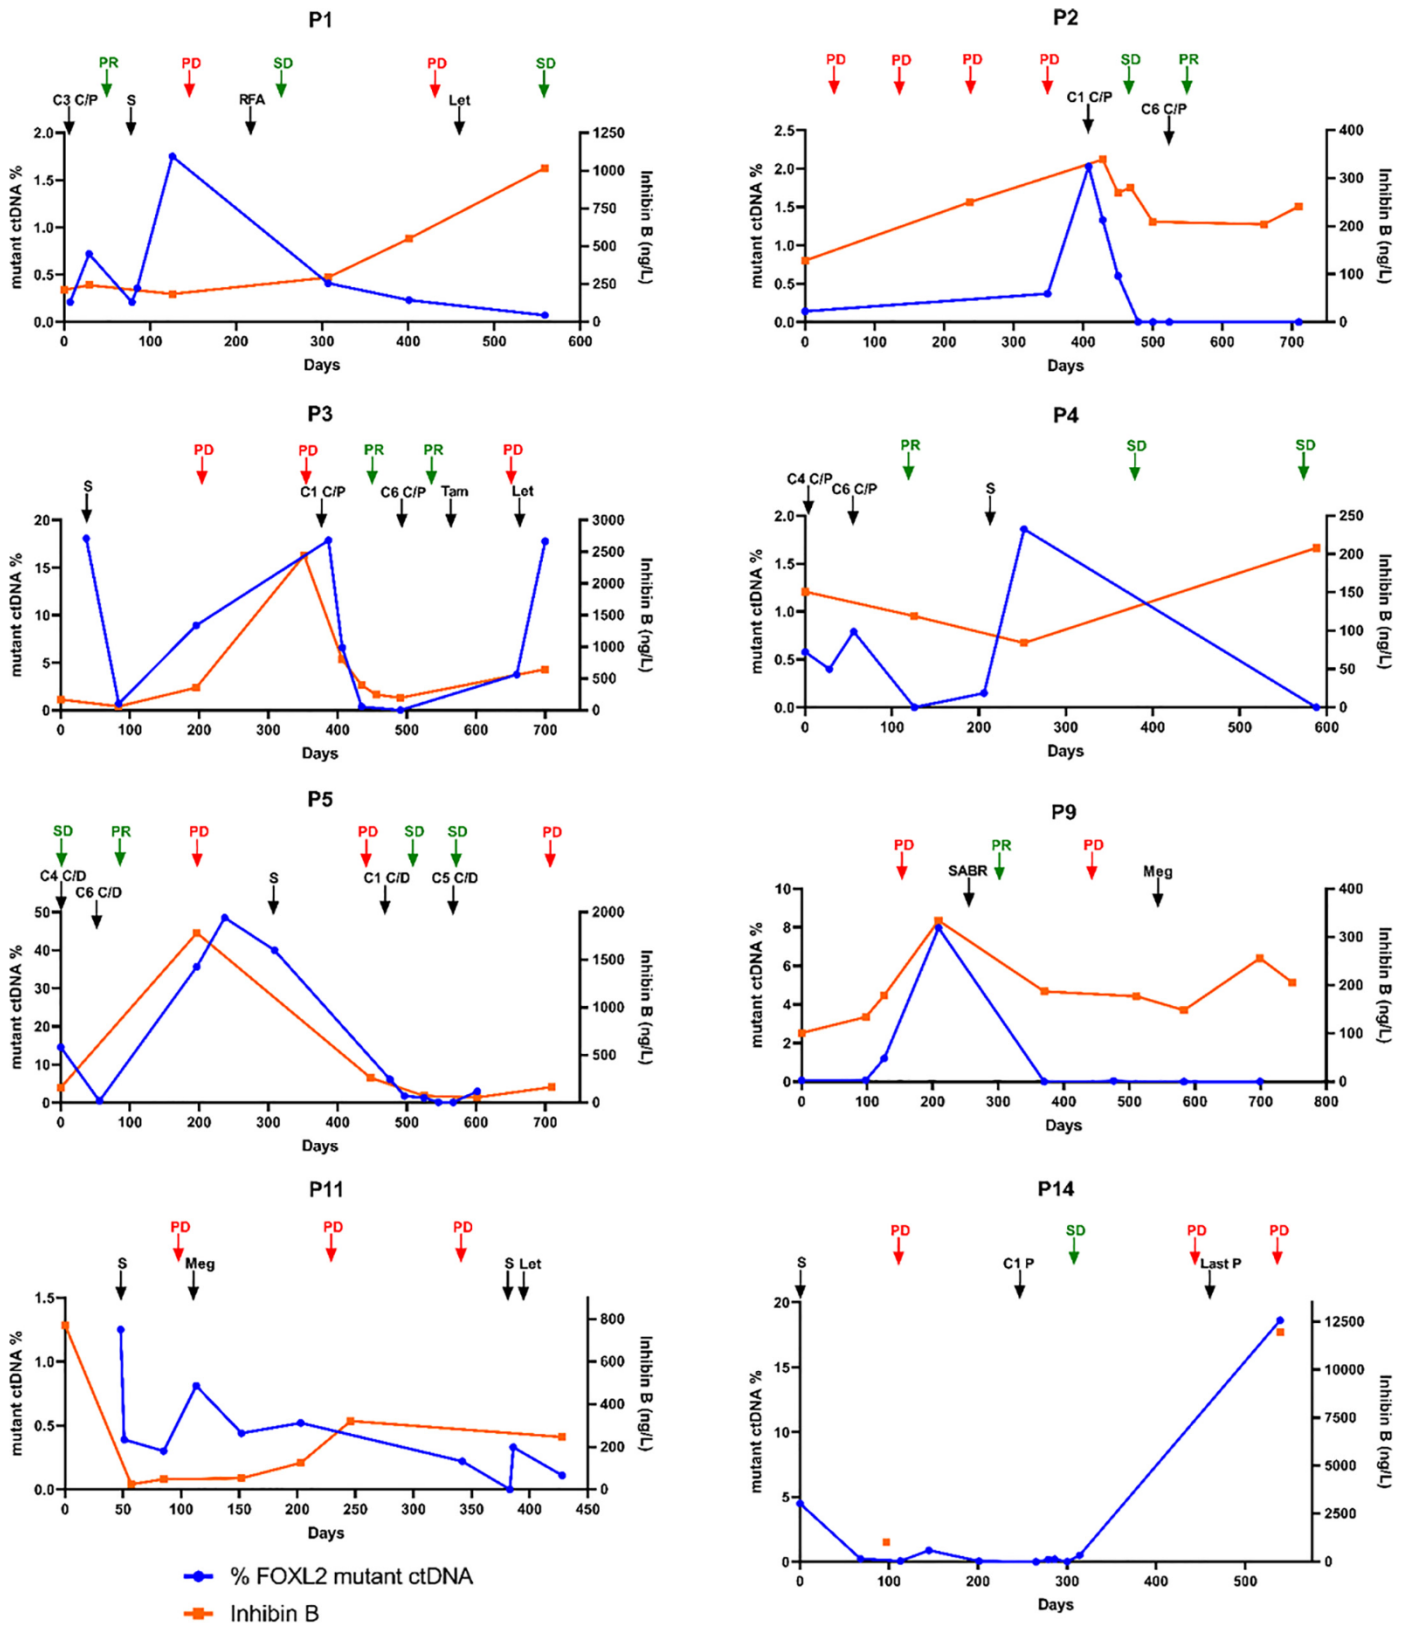 P1
PR PD SD PD SD
C3 C/P S RFA Let
mutant ctDNA %
2.0
1.5
1.0
0.5
0.0
1250
1000
750
500
250
0
Inhibin B (ng/L)
0 100 200 300 400 500 600
Days
P2
PD PD PD PD SD PR
C1 C/P
C6 C/P
mutant ctDNA %
2.5
2.0
1.5
1.0
0.5
0.0
400
300
200
100
0
Inhibin B (ng/L)
0 100 200 300 400 500 600 700
Days
P3
PD PD PR PR PD
S C1 C/P C6 C/P Tam Let
mutant ctDNA %
20
15
10
5
0
3000
2500
2000
1500
1000
500
0
Inhibin B (ng/L)
0 100 200 300 400 500 600 700
Days
P4
PR SD SD
C4 C/P
C6 C/P S
mutant ctDNA %
2.0
1.5
1.0
0.5
0.0
250
200
150
100
50
0
Inhibin B (ng/L)
0 100 200 300 400 500 600
Days
P5
SD PR PD PD SD SD PD
C4 C/D
C6 C/D S C1 C/D C5 C/D
mutant ctDNA %
50
40
30
20
10
0
2000
1500
1000
500
0
Inhibin B (ng/L)
0 100 200 300 400 500 600 700
Days
P9
PD PR PD
SABR Meg
mutant ctDNA %
10
8
6
4
2
0
400
300
200
100
0
Inhibin B (ng/L)
0 100 200 300 400 500 600 700 800
Days
P11
PD PD PD
S Meg S Let
mutant ctDNA %
1.5
1.0
0.5
0.0
800
600
400
200
0
Inhibin B (ng/L)
0 50 100 150 200 250 300 350 400 450
Days
P14
PD SD PD PD
S C1 P Last P
mutant ctDNA %
20
15
10
5
0
12500
10000
7500
5000
2500
0
Inhibin B (ng/L)
0 100 200 300 400 500
Days
% FOXL2 mutant ctDNA
Inhibin B